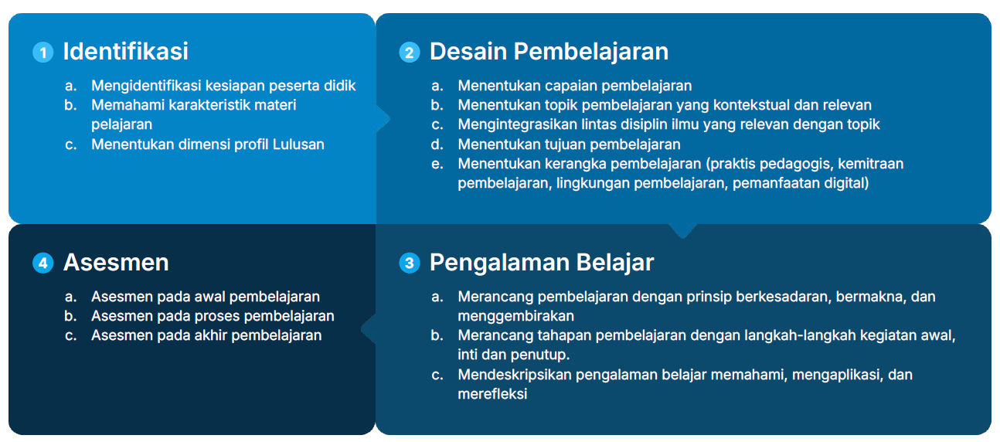 1 Identifikasi
a. Mengidentifikasi kesiapan peserta didik
b. Memahami karakteristik materi
pelajaran
c. Menentukan dimensi profil Lulusan
2 Desain Pembelajaran
a. Menentukan capaian pembelajaran
b. Menentukan topik pembelajaran yang kontekstual dan relevan
c. Mengintegrasikan lintas disiplin ilmu yang relevan dengan topik
d. Menentukan tujuan pembelajaran
e. Menentukan kerangka pembelajaran (praktis pedagogis, kemitraan
pembelajaran, lingkungan pembelajaran, pemanfaatan digital)
3 Pengalaman Belajar
a. Merancang pembelajaran dengan prinsip berkesadaran, bermakna, dan
menggembirakan
b. Merancang tahapan pembelajaran dengan langkah-langkah kegiatan awal,
inti dan penutup.
c. Mendeskripsikan pengalaman belajar memahami, mengaplikasi, dan
merefleksi
4 Asesmen
a. Asesmen pada awal pembelajaran
b. Asesmen pada proses pembelajaran
c. Asesmen pada akhir pembelajaran